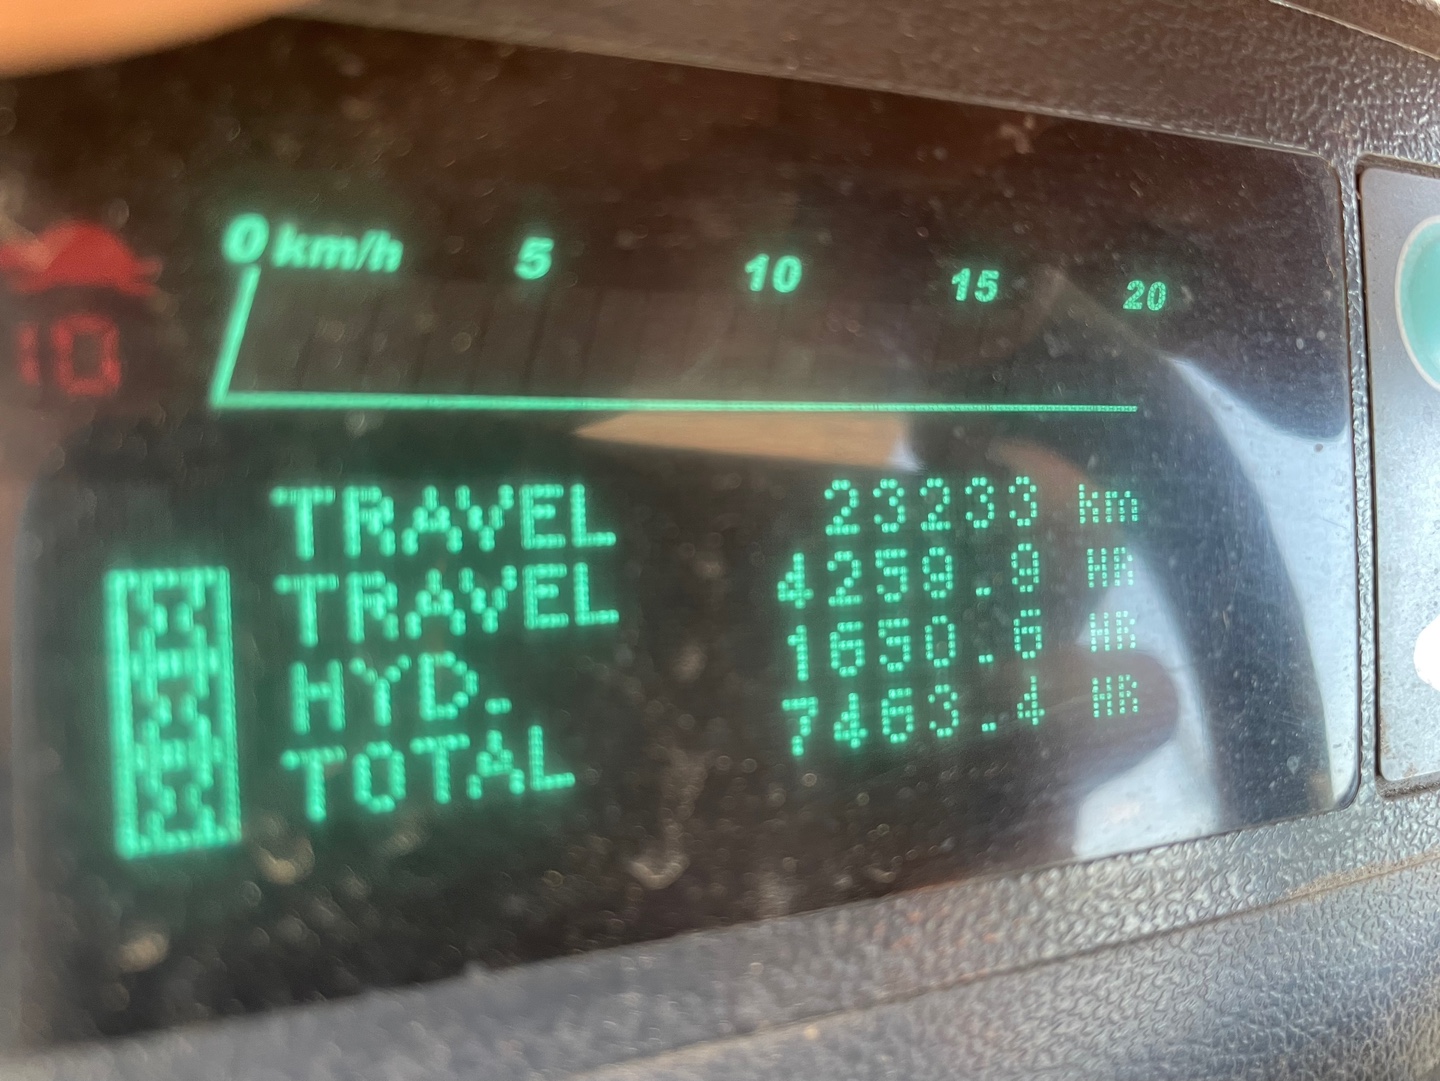 0 km/h 5 10 15 20
10
TRAVEL 23233 km
TRAVEL 4259.9 HR
HYD. 1650.6 HR
TOTAL 7463.4 HR